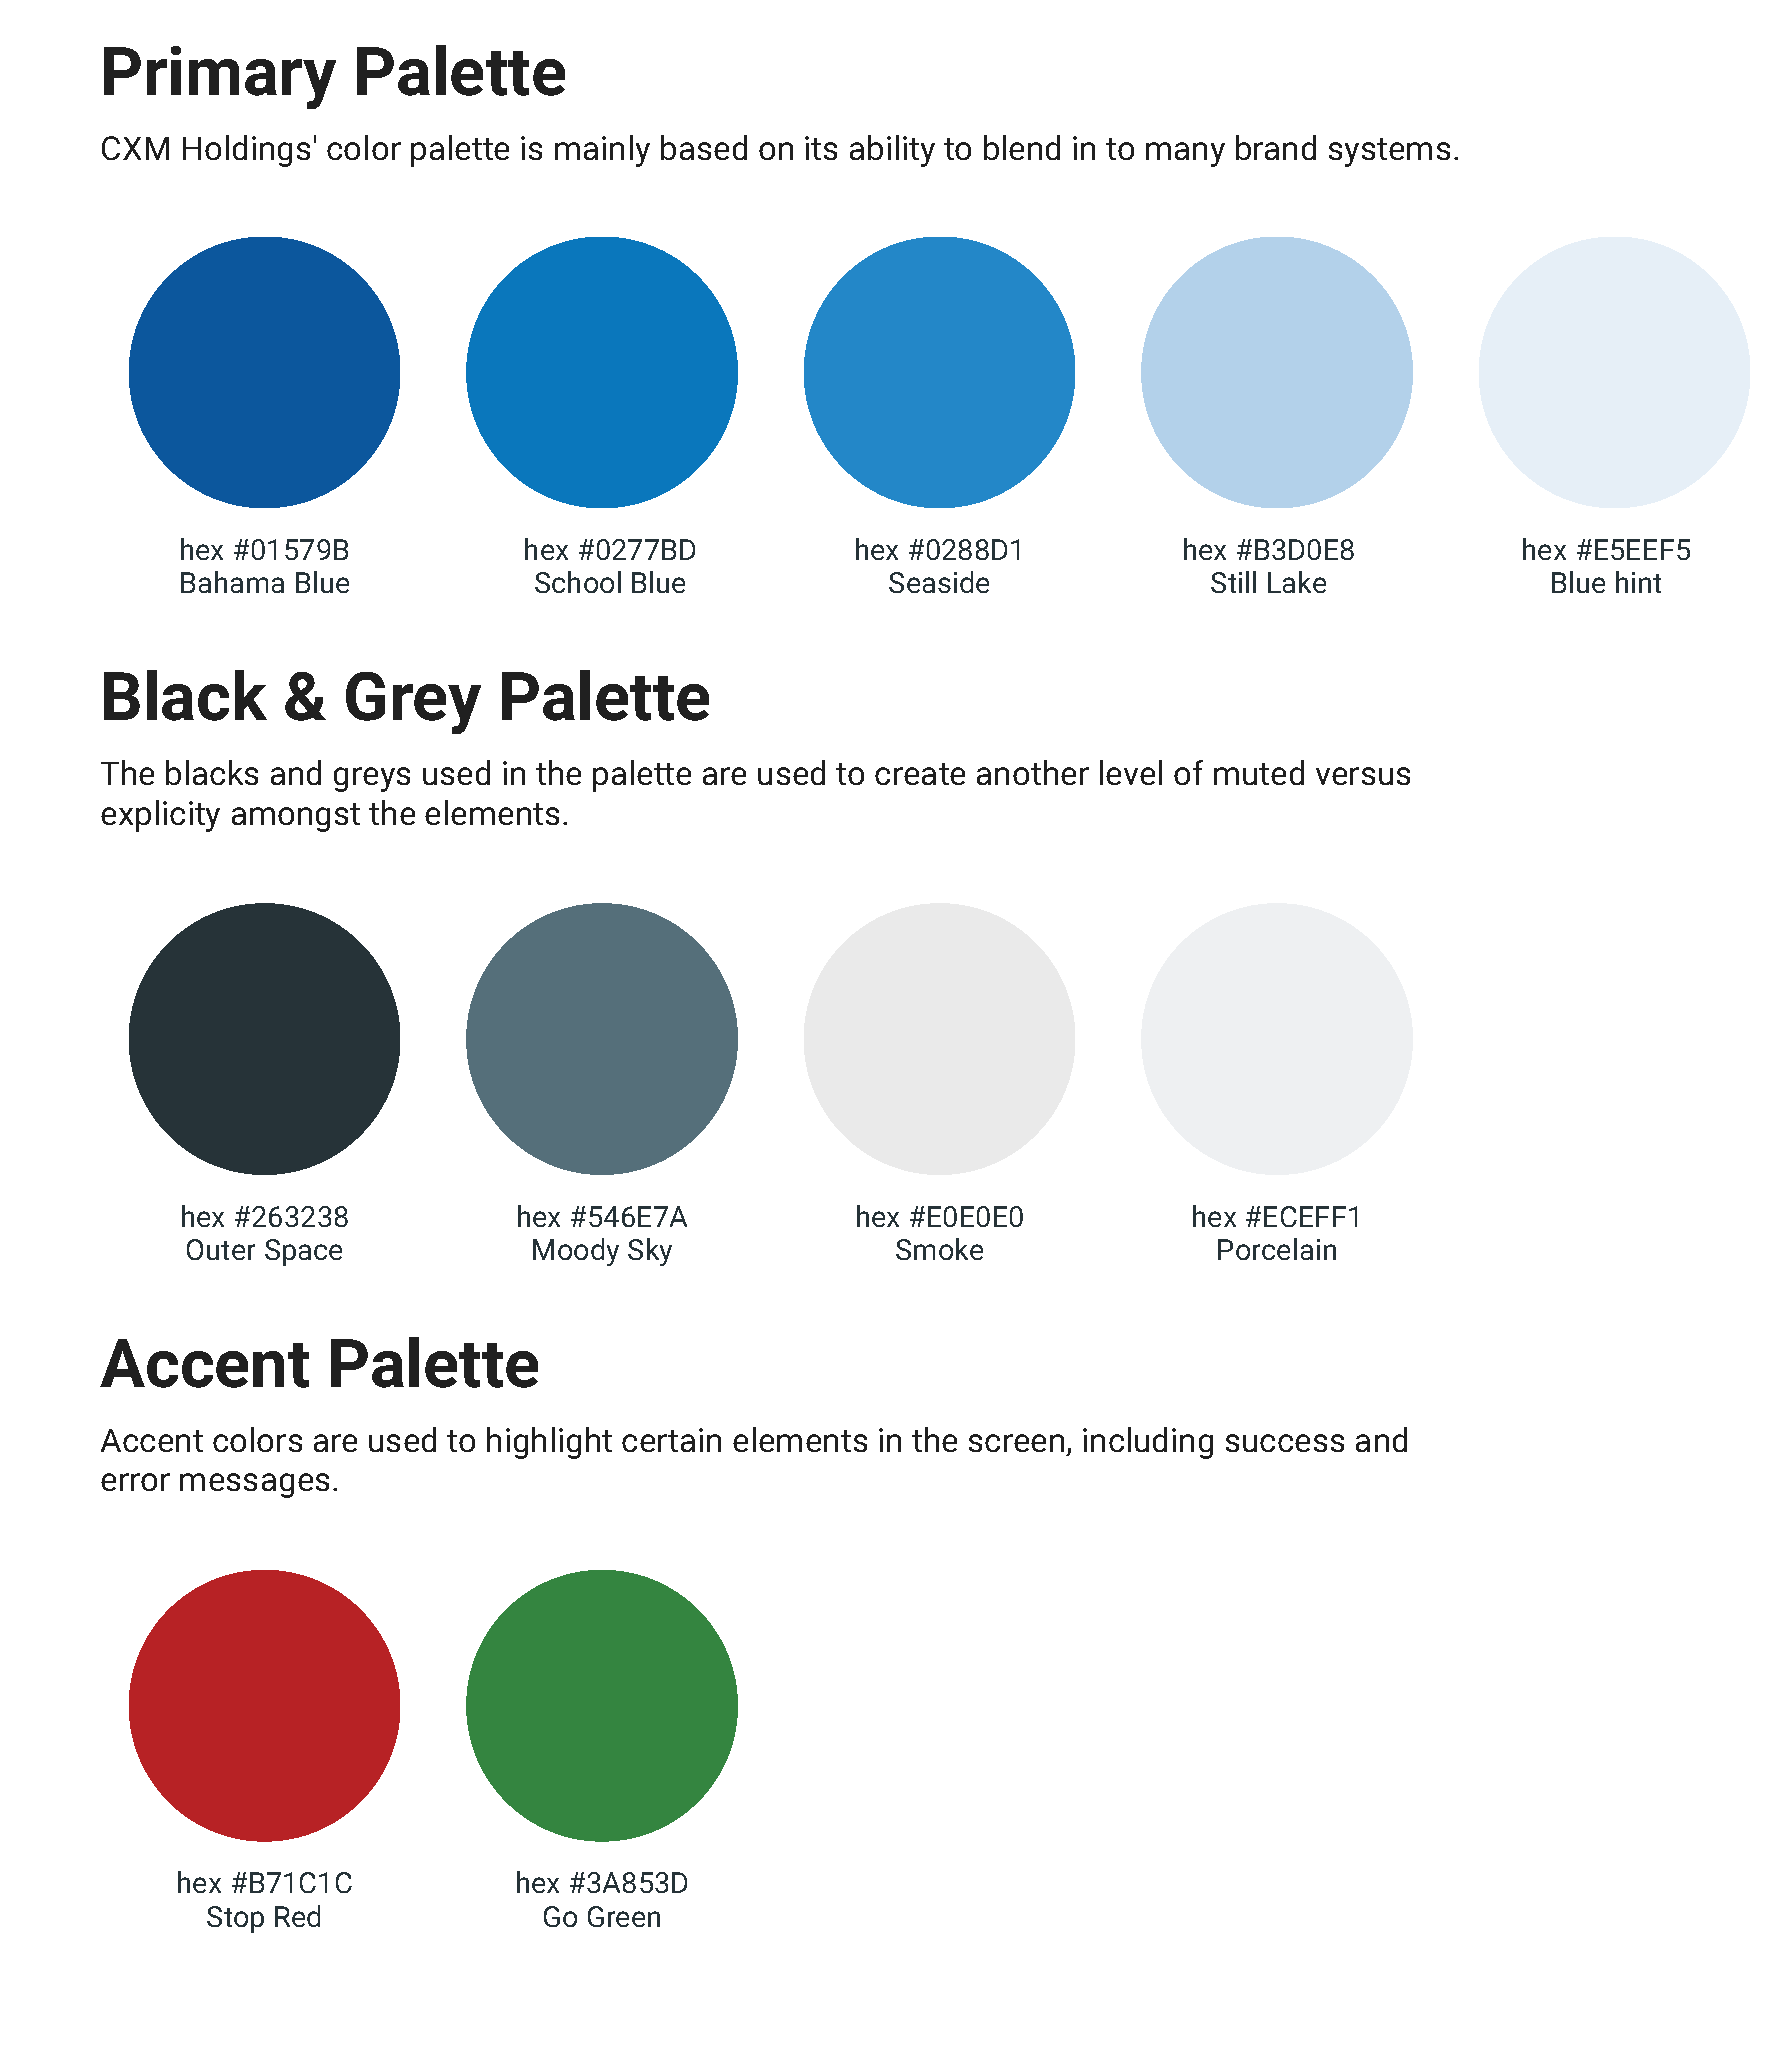 Primary Palette
CXM Holdings' color palette is mainly based on its ability to blend in to many brand systems.
hex #01579B
Bahama Blue
hex #0277BD
School Blue
hex #0288D1
Seaside
hex #B3D0E8
Still Lake
hex #E5EEF5
Blue hint
Black & Grey Palette
The blacks and greys used in the palette are used to create another level of muted versus
explicity amongst the elements.
hex #263238
Outer Space
hex #546E7A
Moody Sky
hex #E0E0E0
Smoke
hex #ECEFF1
Porcelain
Accent Palette
Accent colors are used to highlight certain elements in the screen, including success and
error messages.
hex #B71C1C
Stop Red
hex #3A853D
Go Green